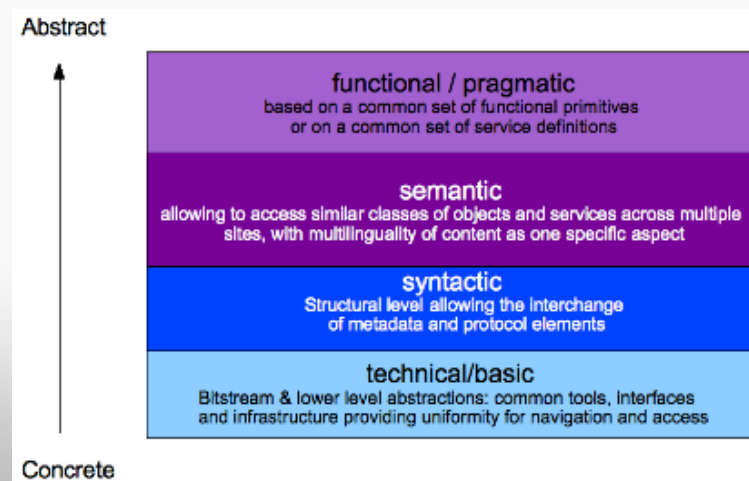 Abstract
functional / pragmatic
based on a common set of functional primitives
or on a common set of service definitions
semantic
allowing to access similar classes of objects and services across multiple
sites, with multilinguality of content as one specific aspect
syntactic
Structural level allowing the interchange
of metadata and protocol elements
technical/basic
Bitstream & lower level abstractions: common tools, interfaces
and infrastructure providing uniformity for navigation and access
Concrete